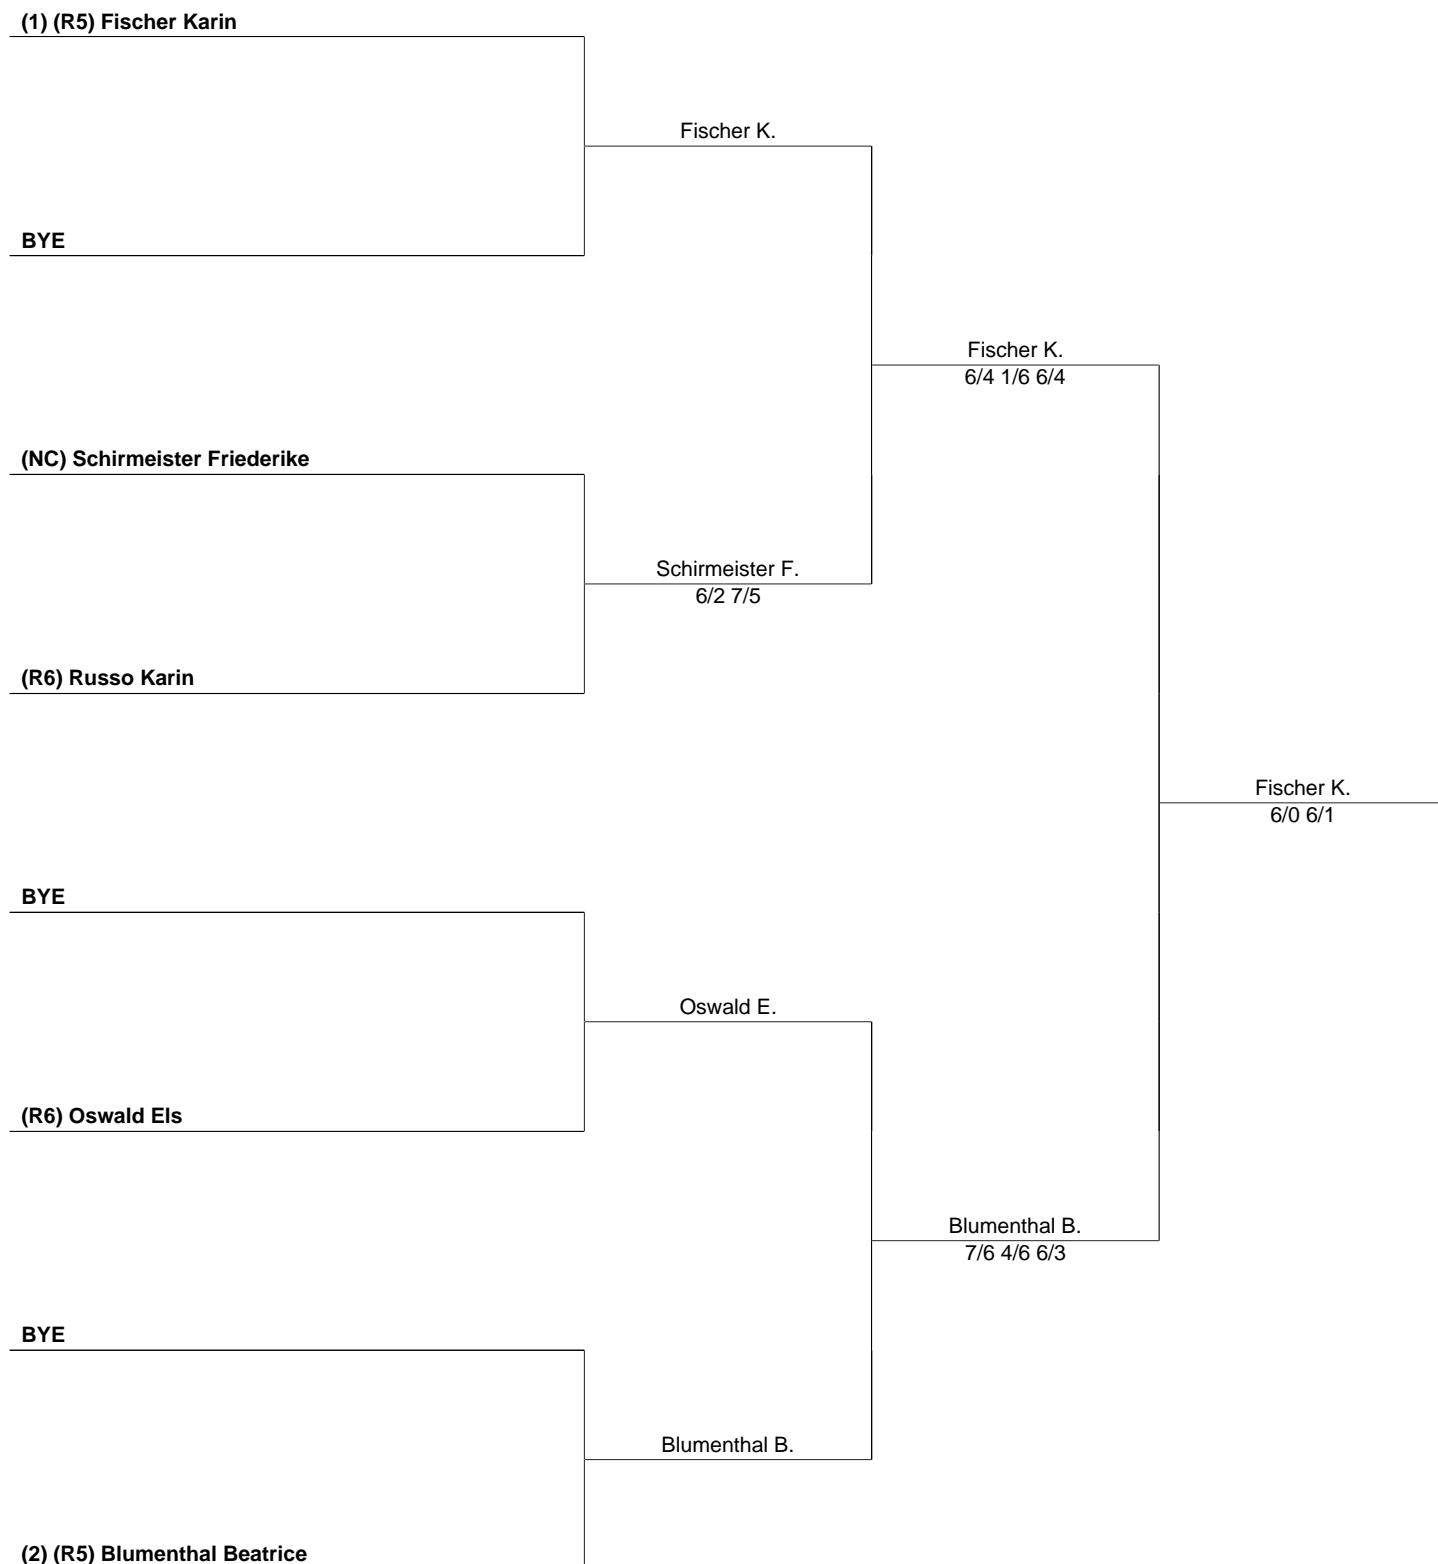 (1) (R5) Fischer Karin
Fischer K.
BYE
Fischer K.
6/4 1/6 6/4
(NC) Schirmeister Friederike
Schirmeister F.
6/2 7/5
(R6) Russo Karin
Fischer K.
6/0 6/1
BYE
Oswald E.
(R6) Oswald Els
Blumenthal B.
7/6 4/6 6/3
BYE
Blumenthal B.
(2) (R5) Blumenthal Beatrice